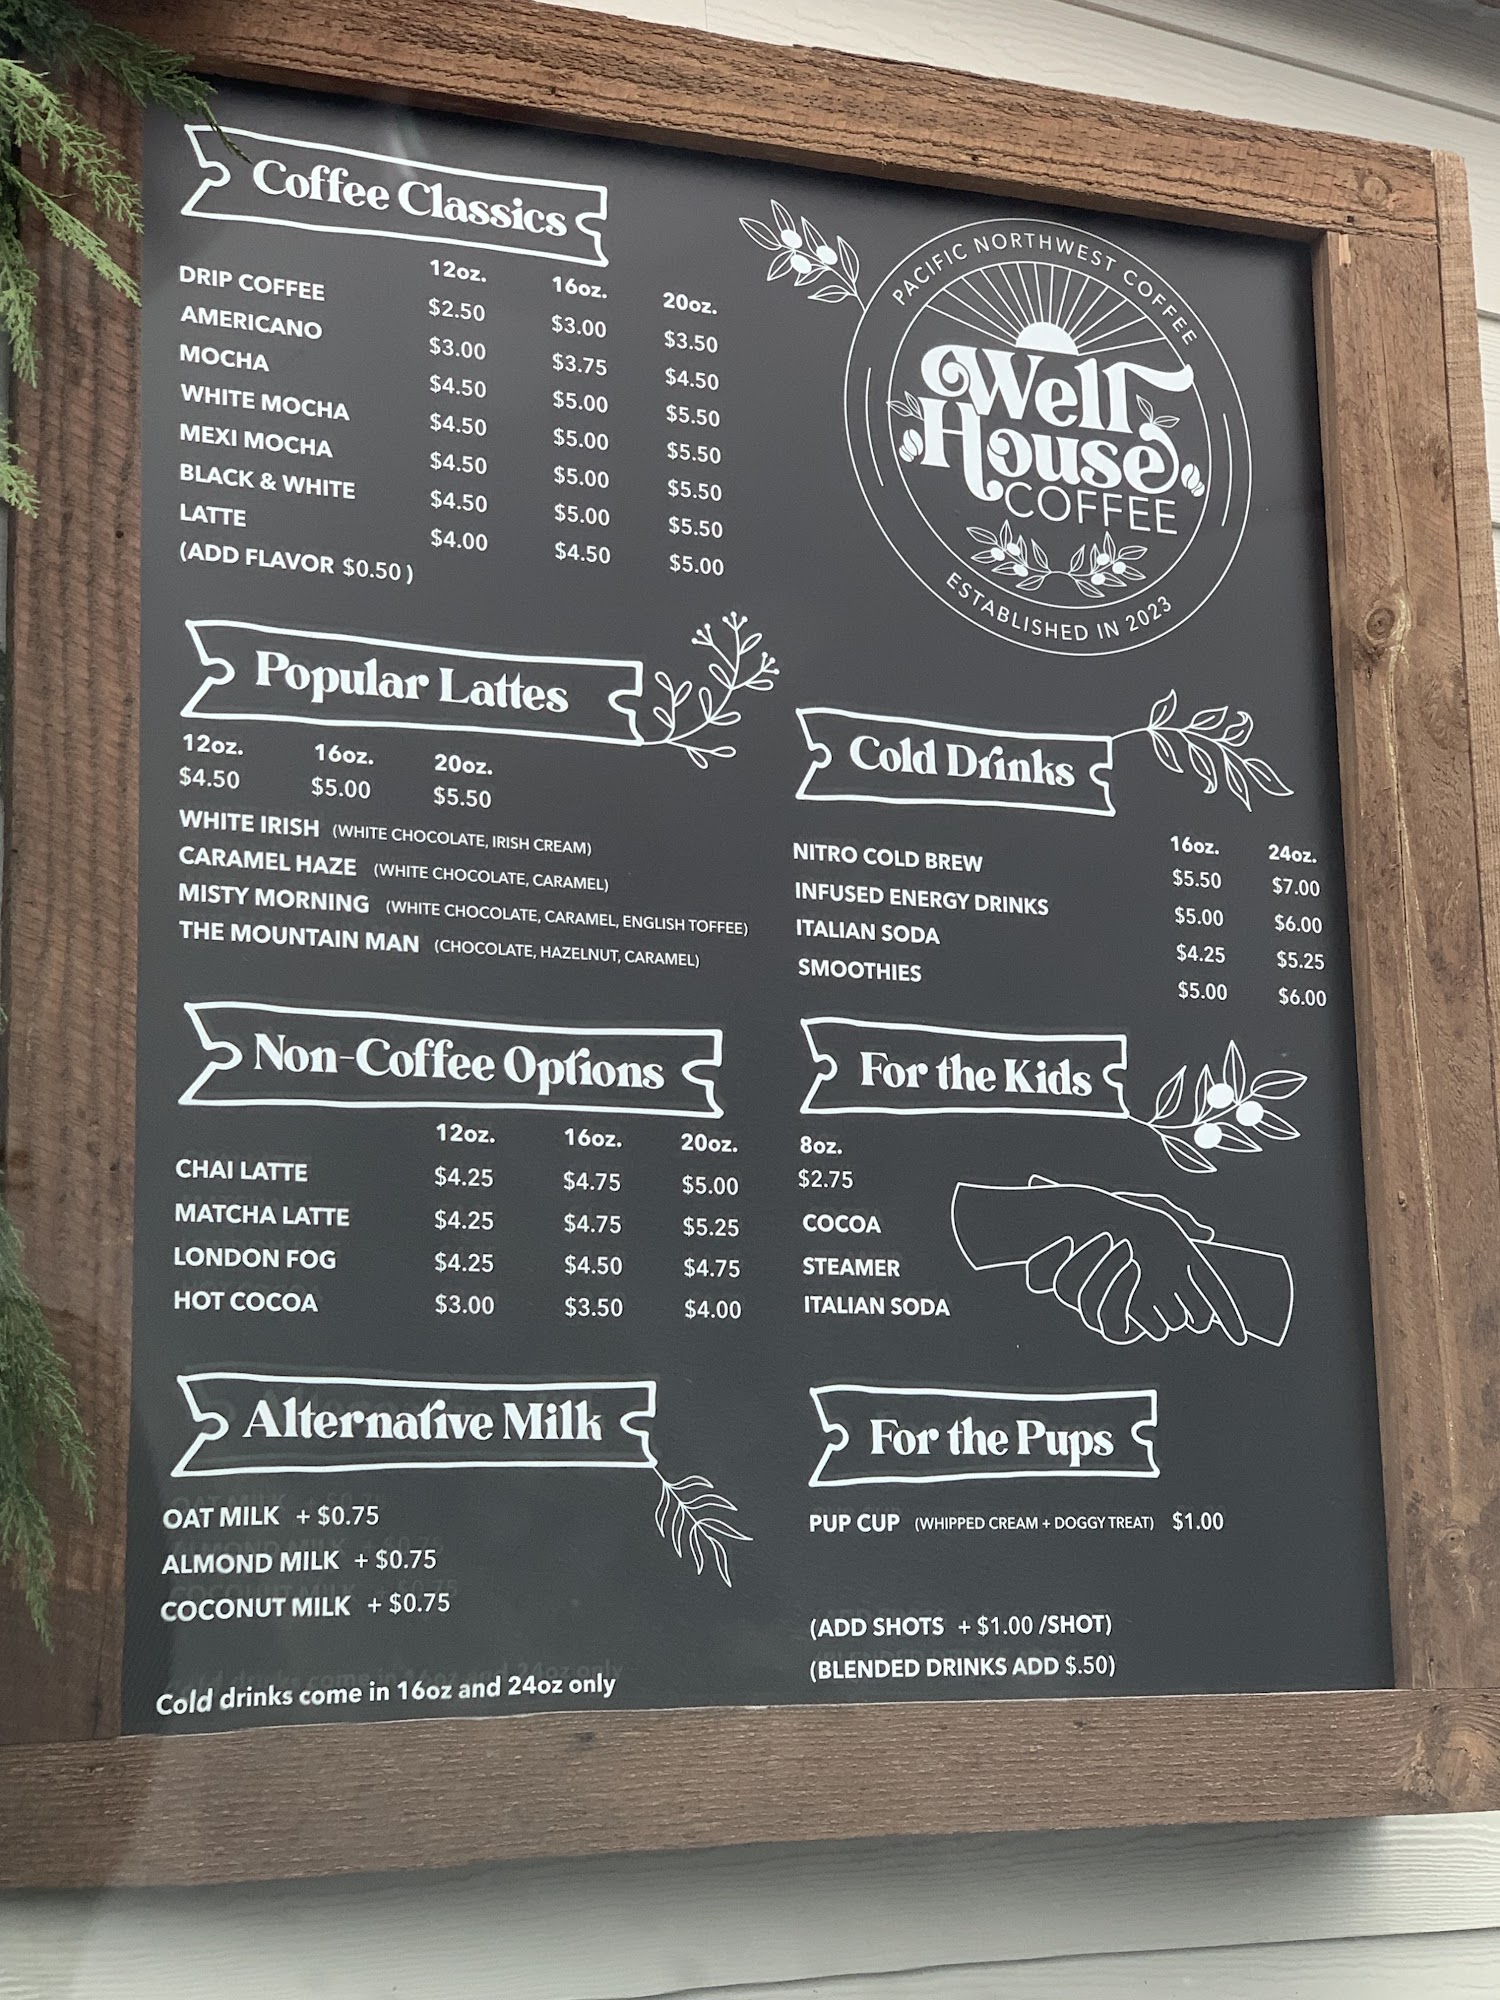 Coffee Classics
12oz. 16oz. 20oz.
DRIP COFFEE $2.50 $3.00 $3.50
AMERICANO $3.00 $3.75 $4.50
MOCHA $4.50 $5.00 $5.50
WHITE MOCHA $4.50 $5.00 $5.50
MEXI MOCHA $4.50 $5.00 $5.50
BLACK & WHITE $4.50 $5.00 $5.50
LATTE $4.00 $4.50 $5.00
(ADD FLAVOR $0.50)
PACIFIC NORTHWEST COFFEE
Well
House
COFFEE
ESTABLISHED IN 2023
Popular Lattes
12oz. 16oz. 20oz.
$4.50 $5.00 $5.50
WHITE IRISH (WHITE CHOCOLATE, IRISH CREAM)
CARAMEL HAZE (WHITE CHOCOLATE, CARAMEL)
MISTY MORNING (WHITE CHOCOLATE, CARAMEL, ENGLISH TOFFEE)
THE MOUNTAIN MAN (CHOCOLATE, HAZELNUT, CARAMEL)
Cold Drinks
16oz. 24oz.
NITRO COLD BREW $5.50 $7.00
INFUSED ENERGY DRINKS $5.00 $6.00
ITALIAN SODA $4.25 $5.25
SMOOTHIES $5.00 $6.00
Non-Coffee Options
12oz. 16oz. 20oz.
CHAI LATTE $4.25 $4.75 $5.00
MATCHA LATTE $4.25 $4.75 $5.25
LONDON FOG $4.25 $4.50 $4.75
HOT COCOA $3.00 $3.50 $4.00
For the Kids
8oz.
$2.75
COCOA
STEAMER
ITALIAN SODA
Alternative Milk
OAT MILK + $0.75
ALMOND MILK + $0.75
COCONUT MILK + $0.75
Cold drinks come in 16oz and 24oz only
For the Pups
PUP CUP (WHIPPED CREAM + DOGGY TREAT) $1.00
(ADD SHOTS + $1.00 /SHOT)
(BLENDED DRINKS ADD $.50)